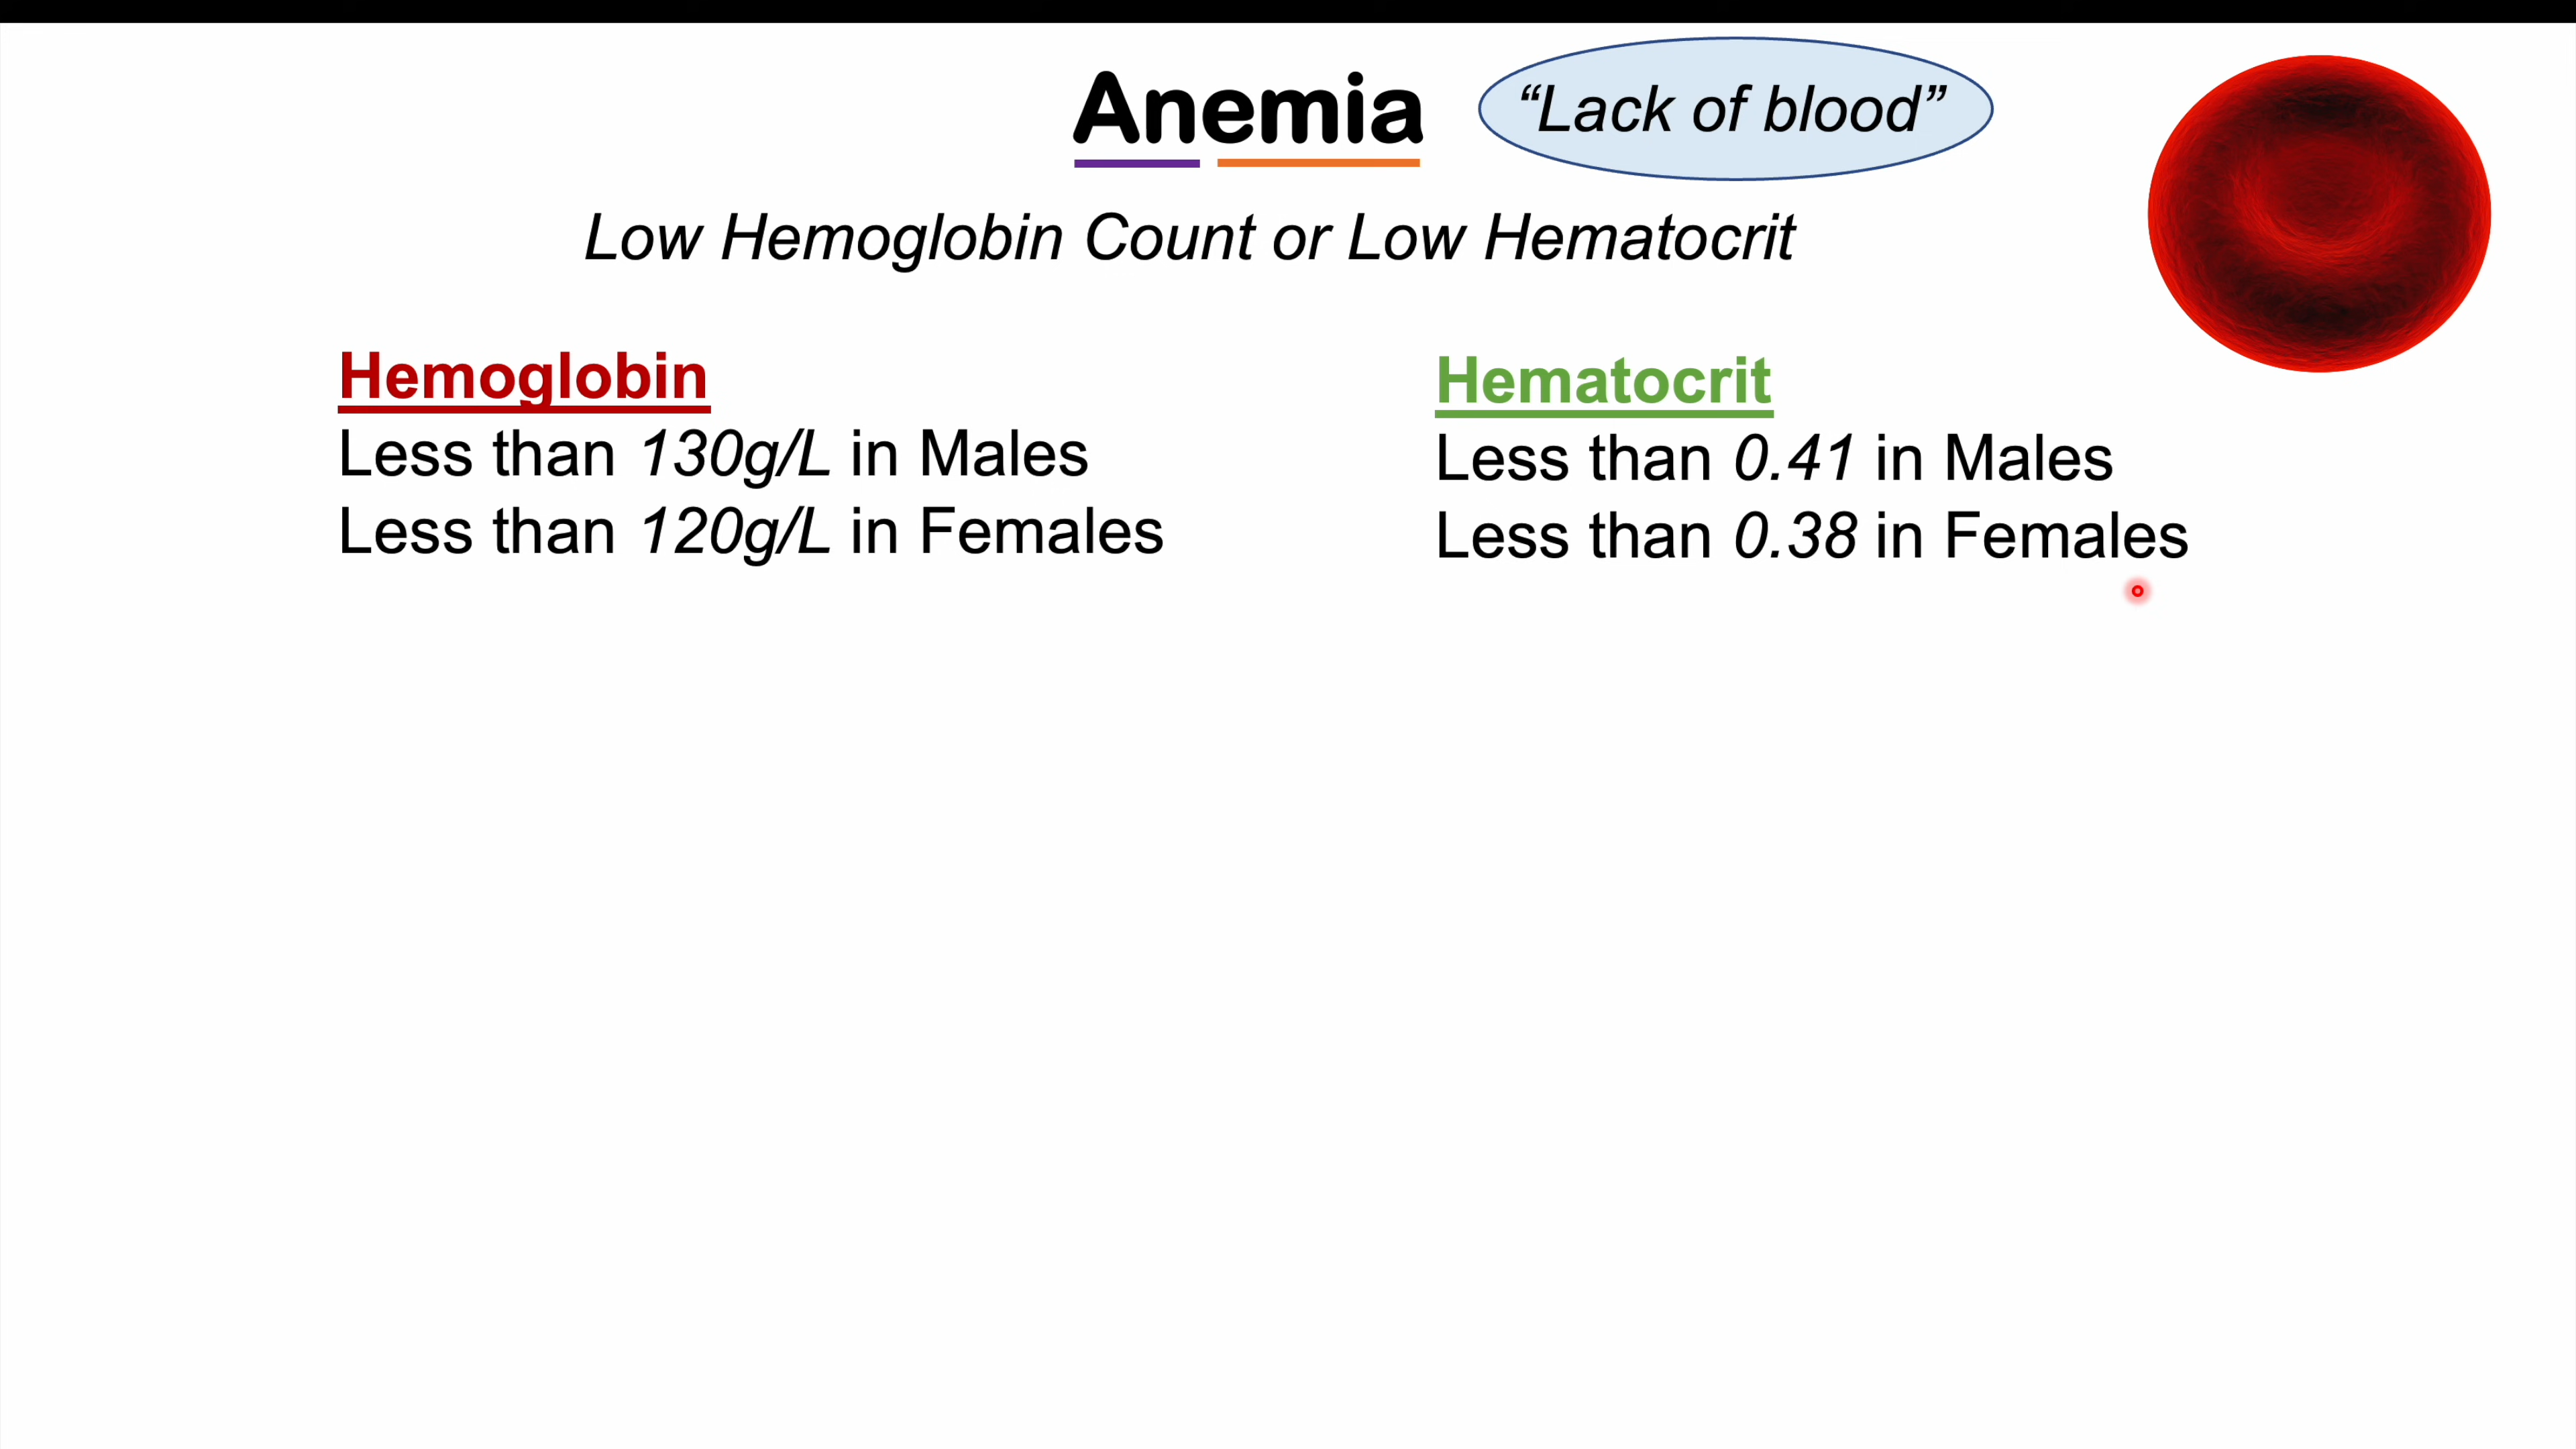 Anemia
“Lack of blood”
Low Hemoglobin Count or Low Hematocrit
Hemoglobin
Less than 130g/L in Males
Less than 120g/L in Females
Hematocrit
Less than 0.41 in Males
Less than 0.38 in Females